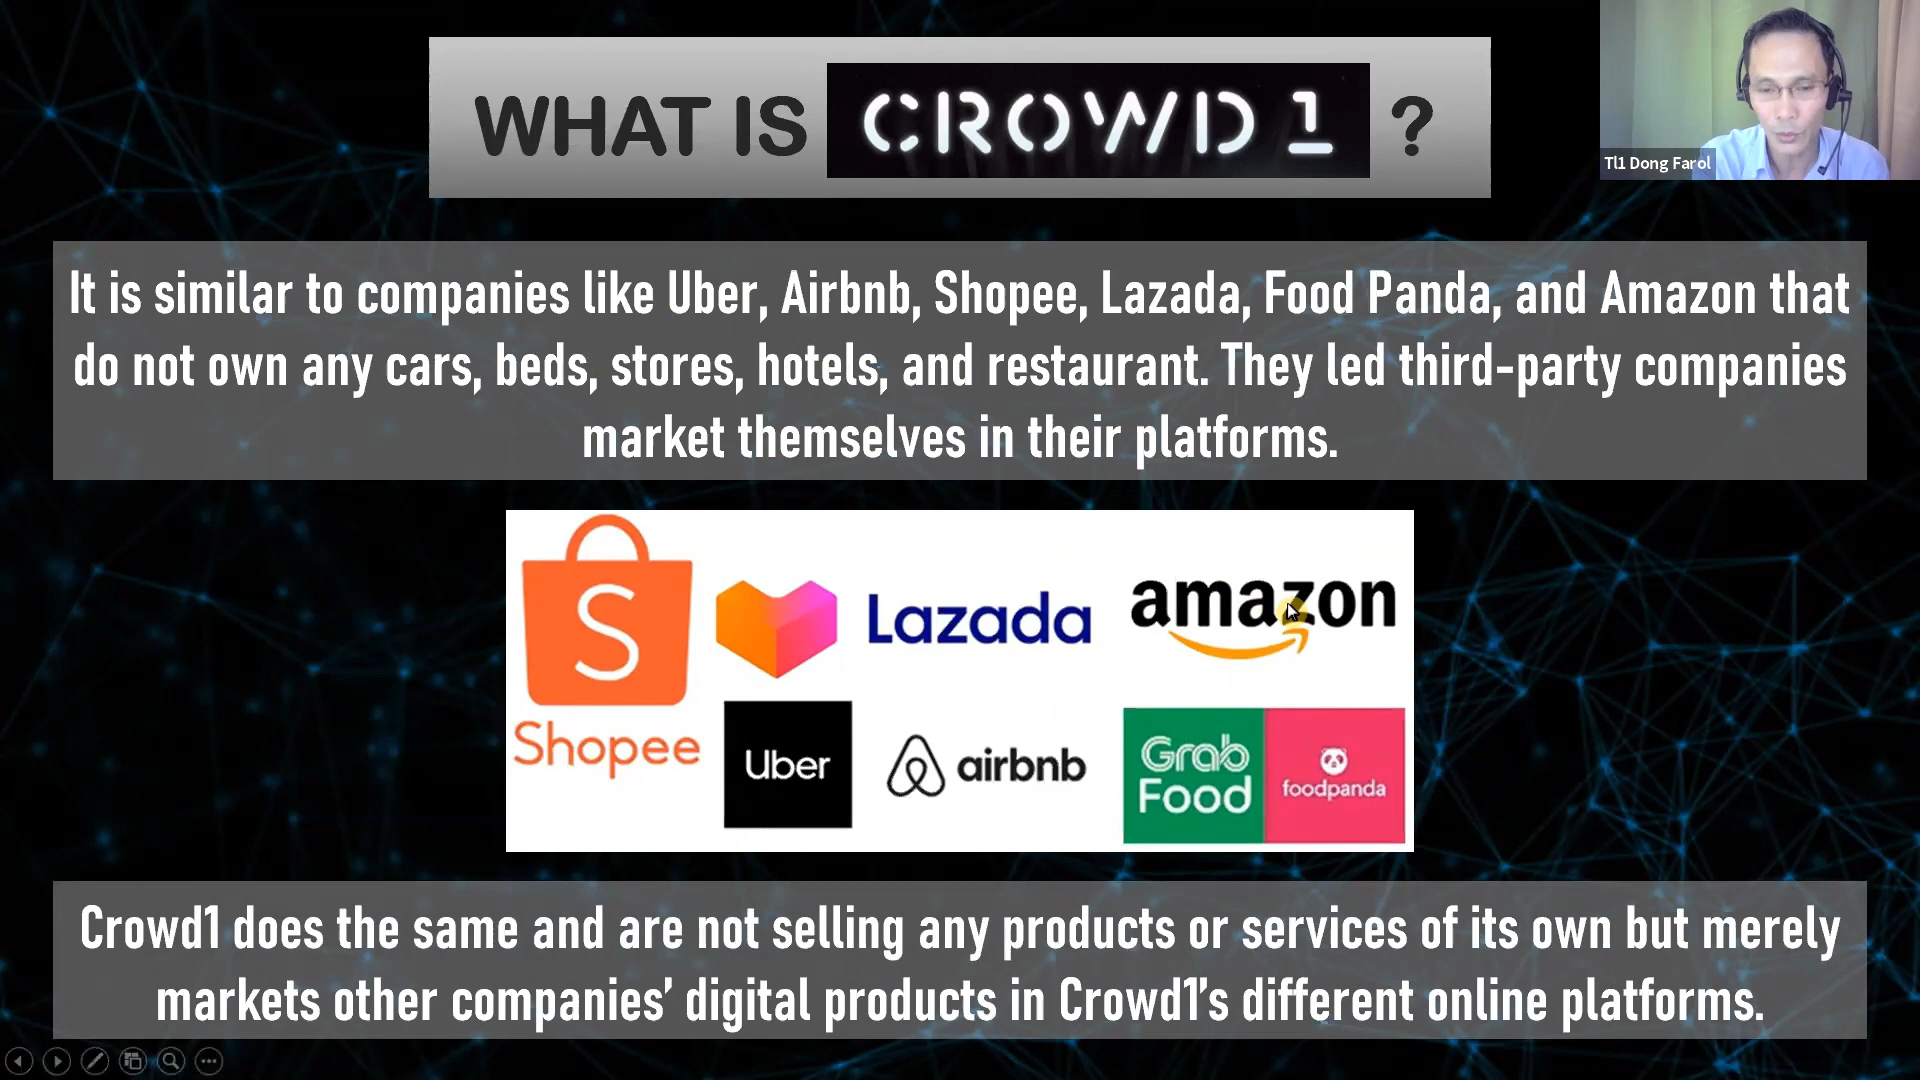 WHAT IS CROWD1 ?
Tl1 Dong Farol
It is similar to companies like Uber, Airbnb, Shopee, Lazada, Food Panda, and Amazon that
do not own any cars, beds, stores, hotels, and restaurant. They led third-party companies
market themselves in their platforms.
S
Shopee
Lazada
amazon
Uber
airbnb
Grab
Food
foodpanda
Crowd1 does the same and are not selling any products or services of its own but merely
markets other companies’ digital products in Crowd1’s different online platforms.